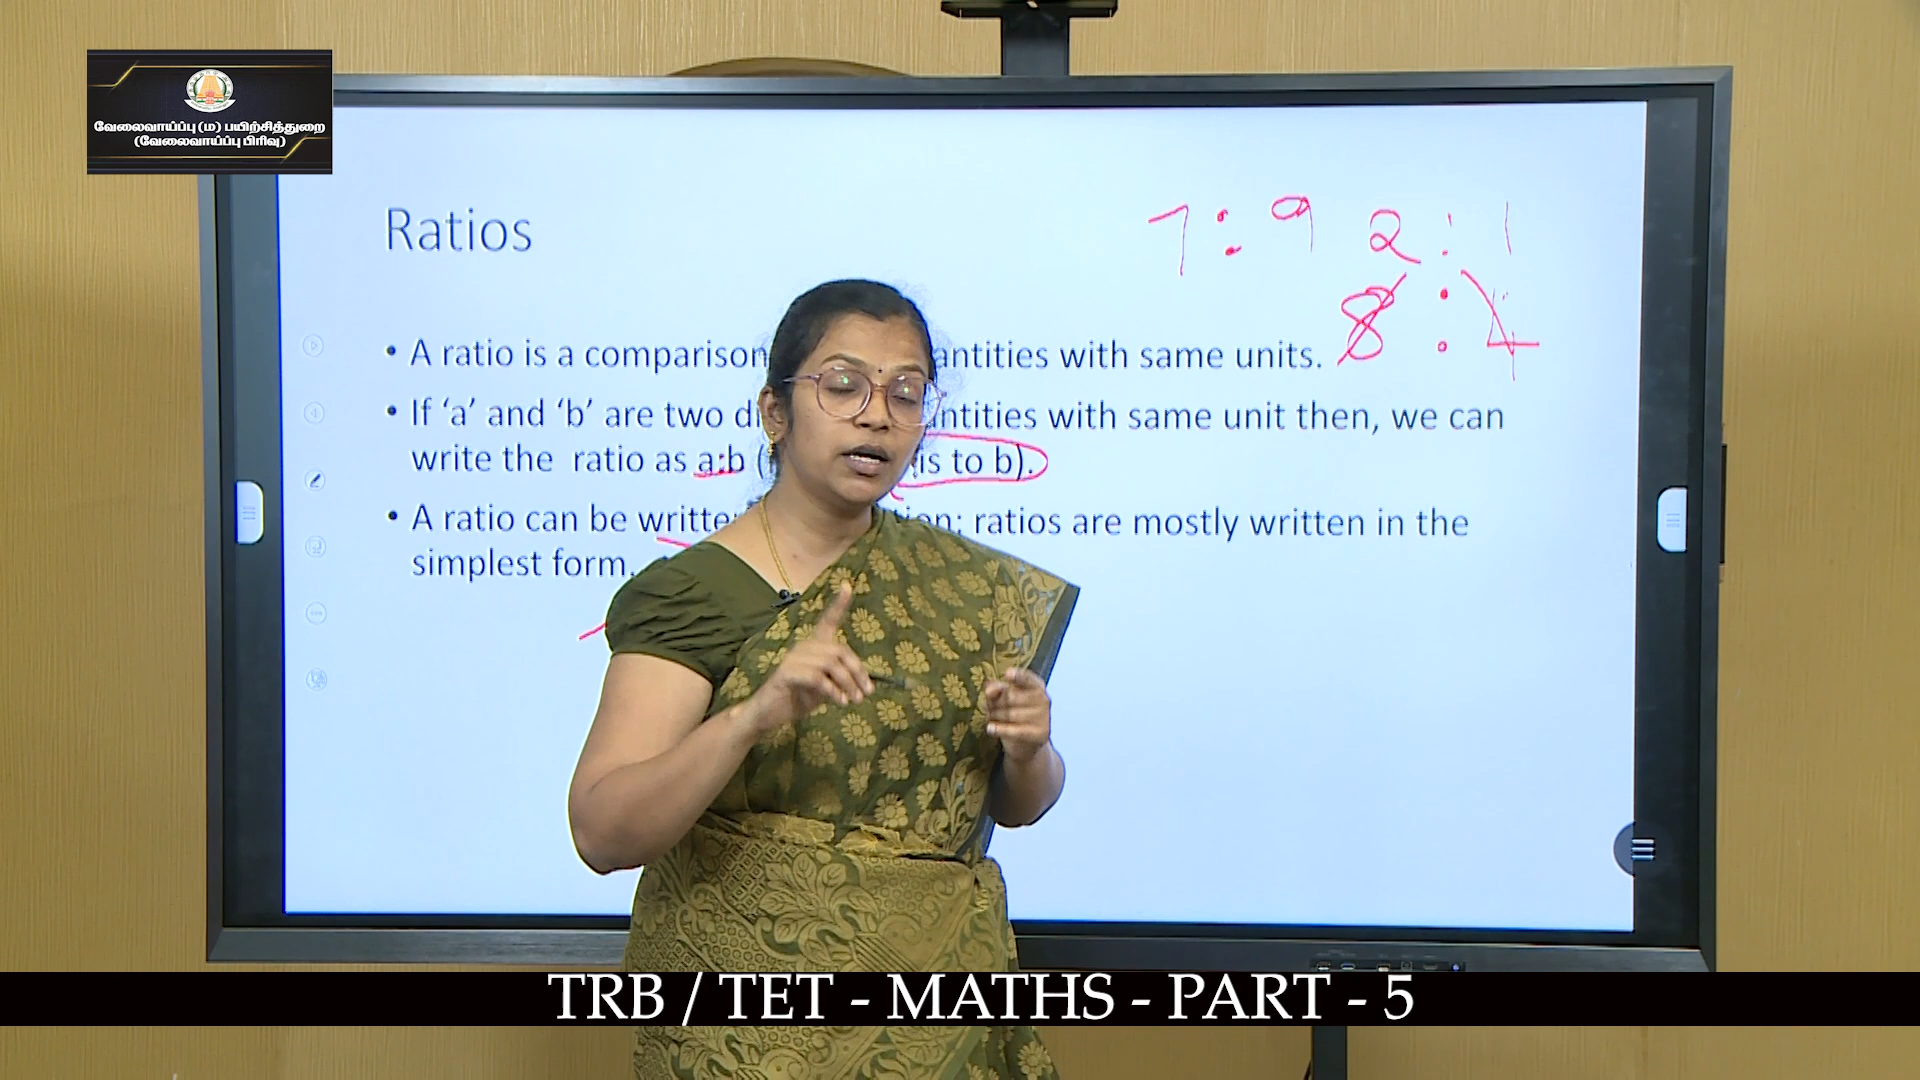 வேலைவாய்ப்பு (ம) பயிற்சித்துறை
(வேலைவாய்ப்பு பிரிவு)
Ratios
7 : 9
2 : 1
8 : 4
• A ratio is a comparison antities with same units.
• If ‘a’ and ‘b’ are two di ntities with same unit then, we can
write the ratio as a:b ( is to b).
• A ratio can be writte ion; ratios are mostly written in the
simplest form.
TRB / TET - MATHS - PART - 5